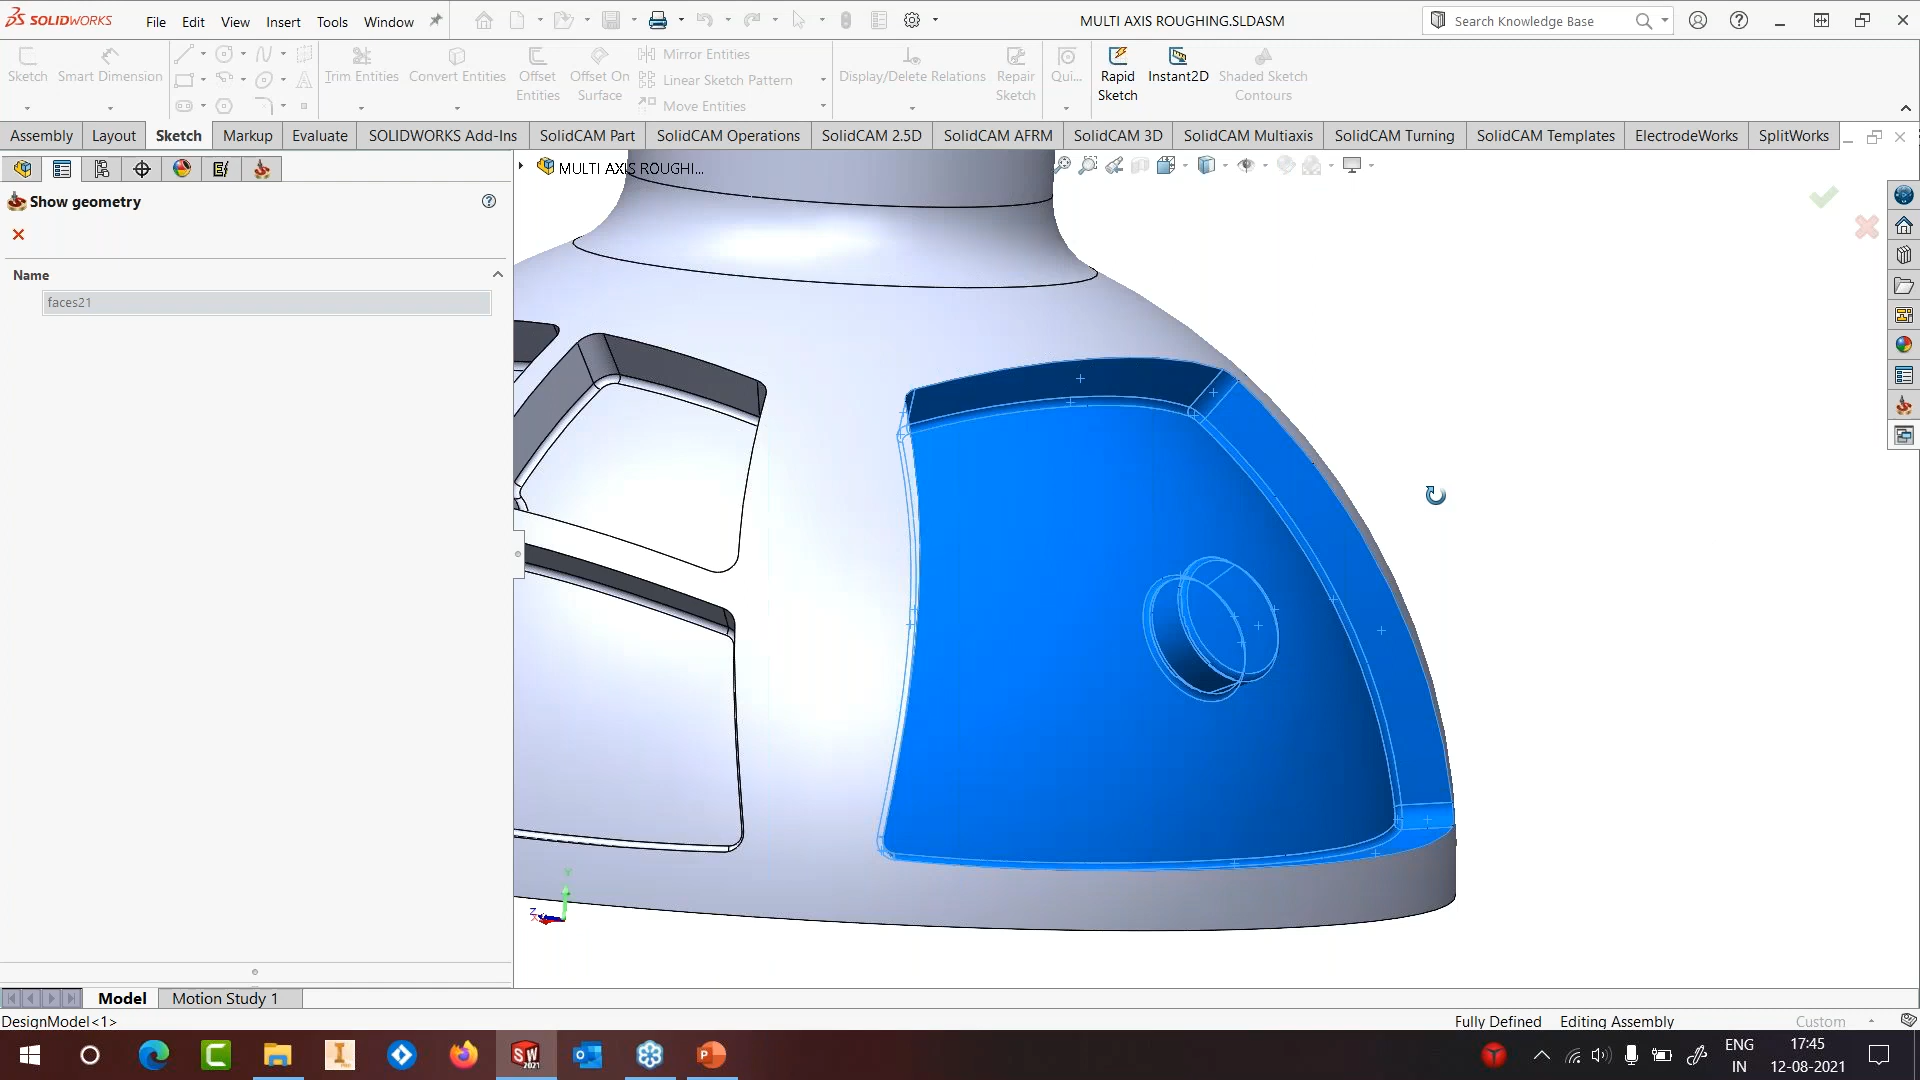 SOLIDWORKS File Edit View Insert Tools Window MULTI AXIS ROUGHING.SLDASM Search Knowledge Base
Sketch Smart Dimension Trim Entities Convert Entities Offset Entities Offset On Surface Mirror Entities Linear Sketch Pattern Move Entities Display/Delete Relations Repair Sketch Qui... Rapid Sketch Instant2D Shaded Sketch Contours
Assembly Layout Sketch Markup Evaluate SOLIDWORKS Add-Ins SolidCAM Part SolidCAM Operations SolidCAM 2.5D SolidCAM AFRM SolidCAM 3D SolidCAM Multiaxis SolidCAM Turning SolidCAM Templates ElectrodeWorks SplitWorks
MULTI AXIS ROUGHI...
Show geometry
Name
faces21
Y
Z
Model Motion Study 1
DesignModel<1> Fully Defined Editing Assembly Custom
SW 2021
ENG 17:45
IN 12-08-2021